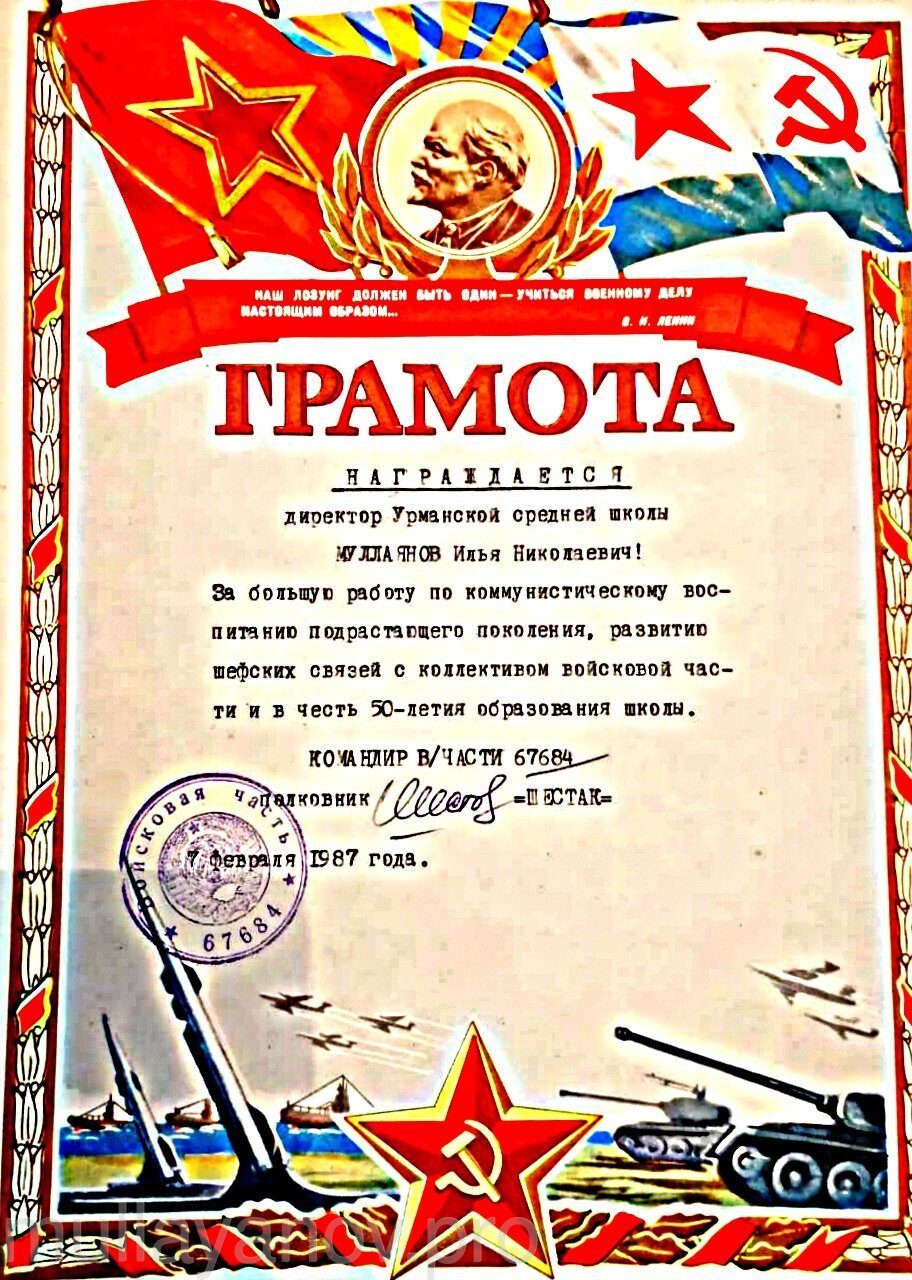 НАШ ЛОЗУНГ ДОЛЖЕН БЫТЬ ОДИН — УЧИТЬСЯ ВОЕННОМУ ДЕЛУ
НАСТОЯЩИМ ОБРАЗОМ...
В. И. ЛЕНИН
ГРАМОТА
НАГРАЖДАЕТСЯ
директор Урманской средней школы
МУЛЛАЯНОВ Илья Николаевич!
За большую работу по коммунистическому вос-
питанию подрастающего поколения, развитию
шефских связей с коллективом войсковой час-
ти и в честь 50-летия образования школы.
КОМАНДИР В/ЧАСТИ 67684
полковник =ШЕСТАК=
7 февраля 1987 года.
Войсковая часть
67684
mullayanov.pro